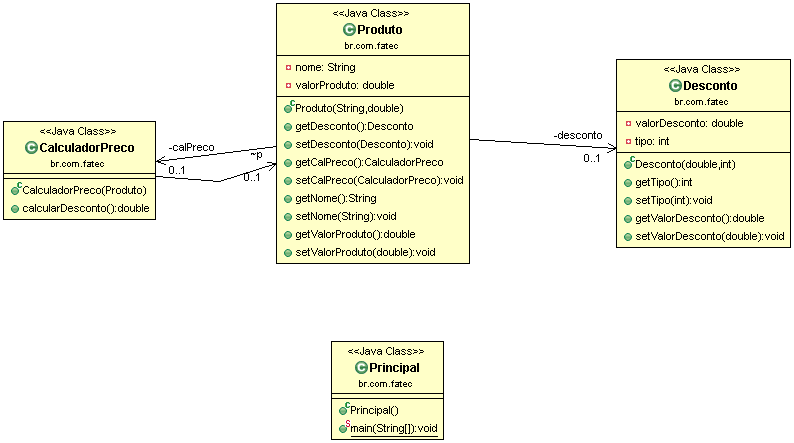 <<Java Class>>
Produto
br.com.fatec
nome: String
valorProduto: double
Produto(String,double)
getDesconto():Desconto
setDesconto(Desconto):void
getCalPreco():CalculadorPreco
setCalPreco(CalculadorPreco):void
getNome():String
setNome(String):void
getValorProduto():double
setValorProduto(double):void
<<Java Class>>
CalculadorPreco
br.com.fatec
CalculadorPreco(Produto)
calcularDesconto():double
-calPreco
0..1
~p
0..1
-desconto
0..1
<<Java Class>>
Desconto
br.com.fatec
valorDesconto: double
tipo: int
Desconto(double,int)
getTipo():int
setTipo(int):void
getValorDesconto():double
setValorDesconto(double):void
<<Java Class>>
Principal
br.com.fatec
Principal()
main(String[]):void